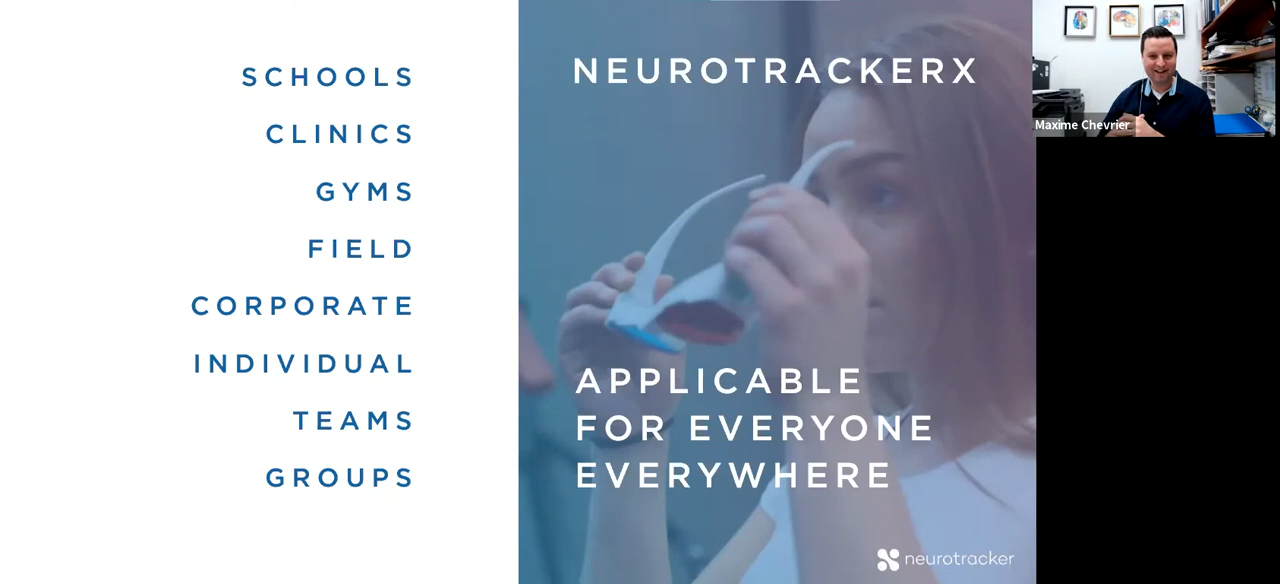 SCHOOLS
CLINICS
GYMS
FIELD
CORPORATE
INDIVIDUAL
TEAMS
GROUPS
NEUROTRACKERX
APPLICABLE
FOR EVERYONE
EVERYWHERE
neurotracker
Maxime Chevrier